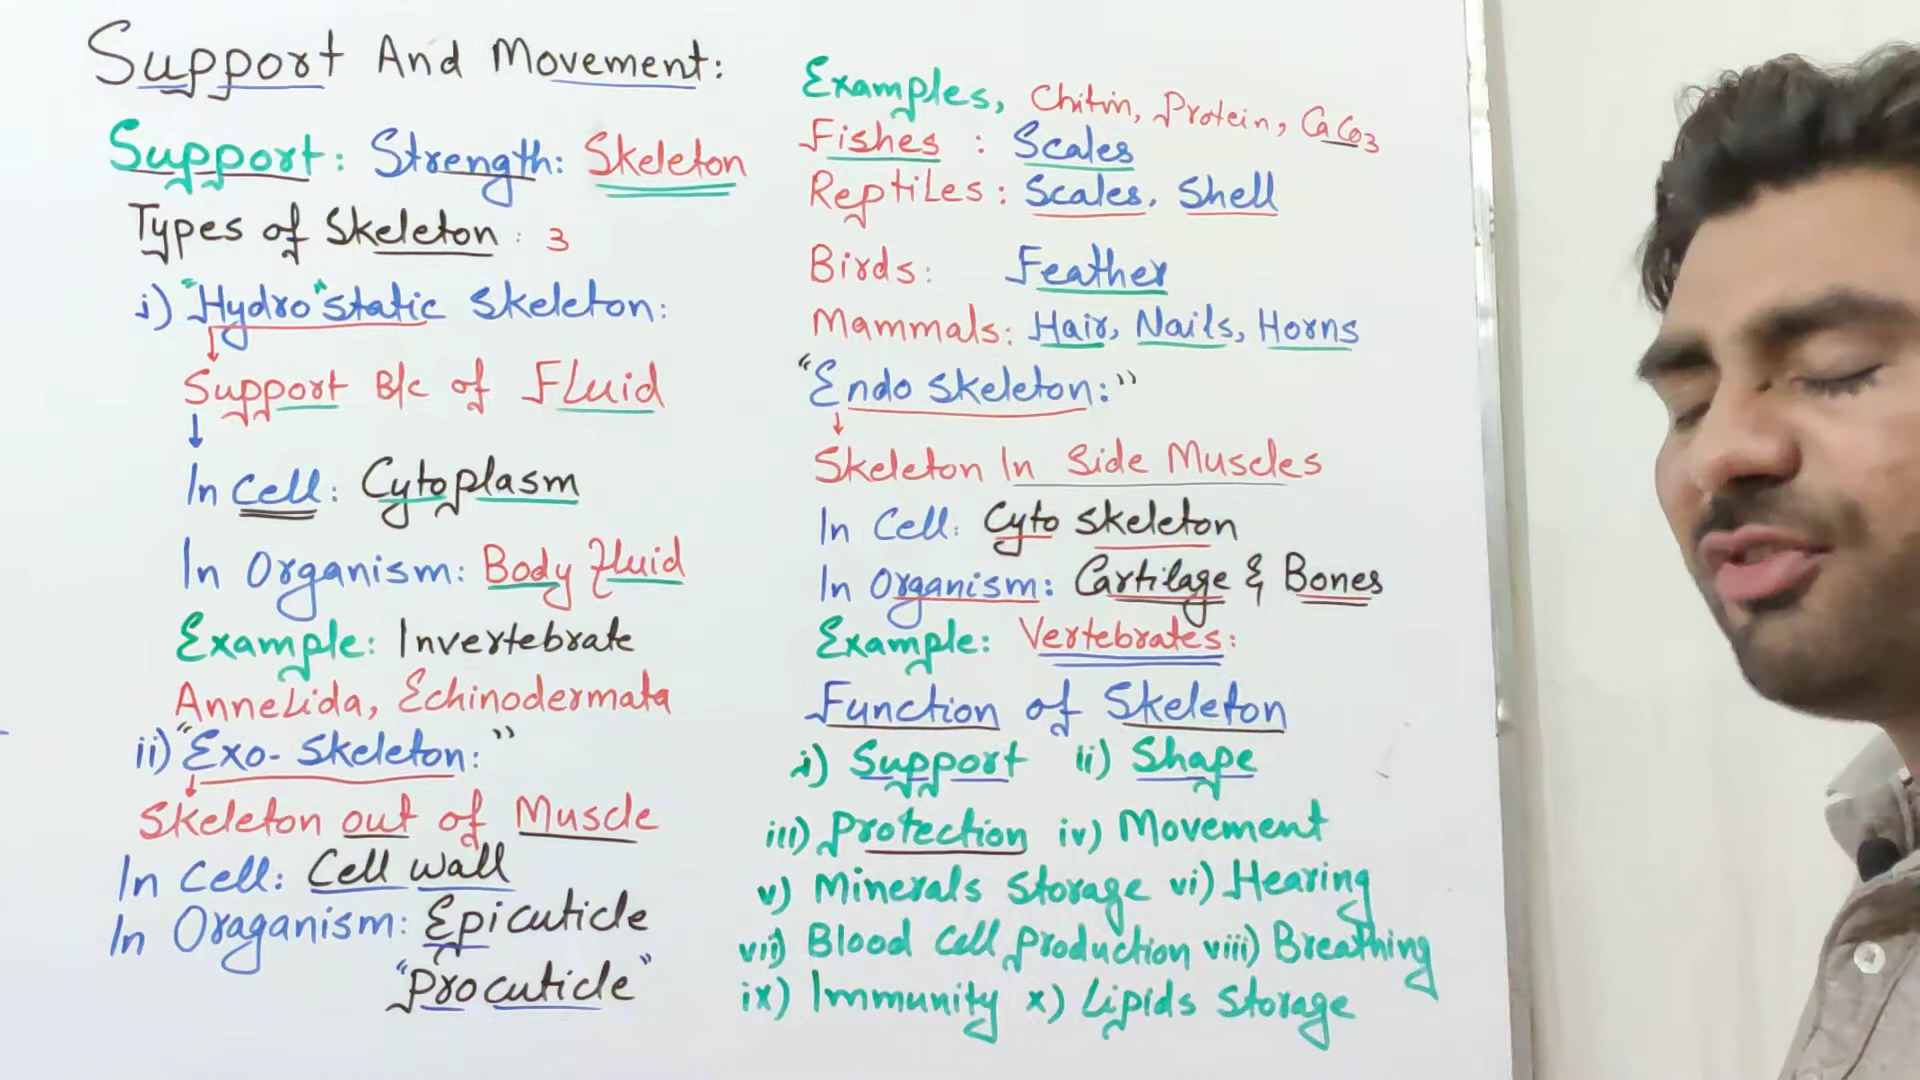 Support And Movement:
Support: Strength: Skeleton
Types of Skeleton: 3
i) "Hydro"static Skeleton:
Support B/c of Fluid
In Cell: Cytoplasm
In Organism: Body fluid
Example: Invertebrate
Annelida, Echinodermata
ii) "Exo-Skeleton:"
Skeleton out of Muscle
In Cell: Cell wall
In Oraganism: Epicuticle
"Procuticle"
Examples, Chitin, Protein, CaCo3
Fishes: Scales
Reptiles: Scales, Shell
Birds: Feather
Mammals: Hair, Nails, Horns
"Endo Skeleton:"
Skeleton In Side Muscles
In Cell: Cyto Skeleton
In Organism: Cartilage & Bones
Example: Vertebrates:
Function of Skeleton
i) Support ii) Shape
iii) Protection iv) Movement
v) Minerals Storage vi) Hearing
vii) Blood Cell Production viii) Breathing
ix) Immunity x) Lipids Storage